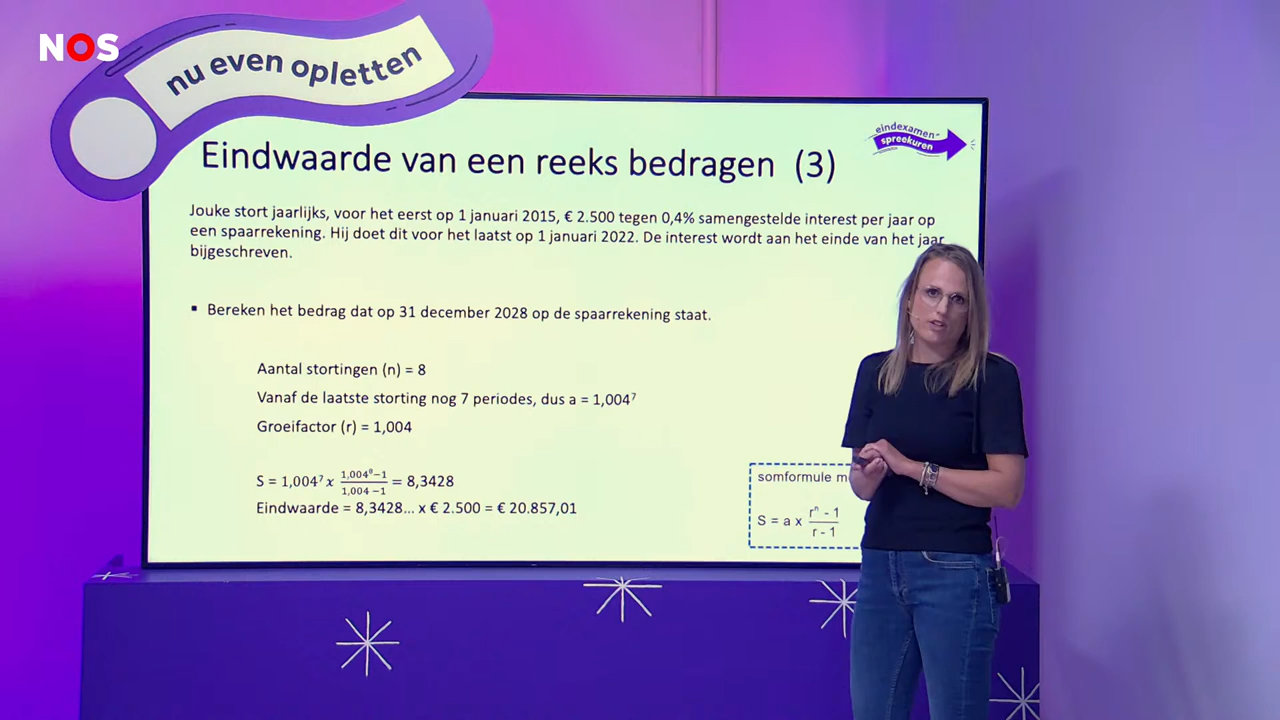 NOS
nu even opletten
eindexamen-
spreekuren
Eindwaarde van een reeks bedragen (3)
Jouke stort jaarlijks, voor het eerst op 1 januari 2015, € 2.500 tegen 0,4% samengestelde interest per jaar op
een spaarrekening. Hij doet dit voor het laatst op 1 januari 2022. De interest wordt aan het einde van het jaar
bijgeschreven.
▪ Bereken het bedrag dat op 31 december 2028 op de spaarrekening staat.
Aantal stortingen (n) = 8
Vanaf de laatste storting nog 7 periodes, dus a = 1,004⁷
Groeifactor (r) = 1,004
S = 1,004⁷ x (1,004⁸−1)/(1,004 −1) = 8,3428
Eindwaarde = 8,3428... x € 2.500 = € 20.857,01
somformule m
S = a x (rⁿ - 1)/(r - 1)